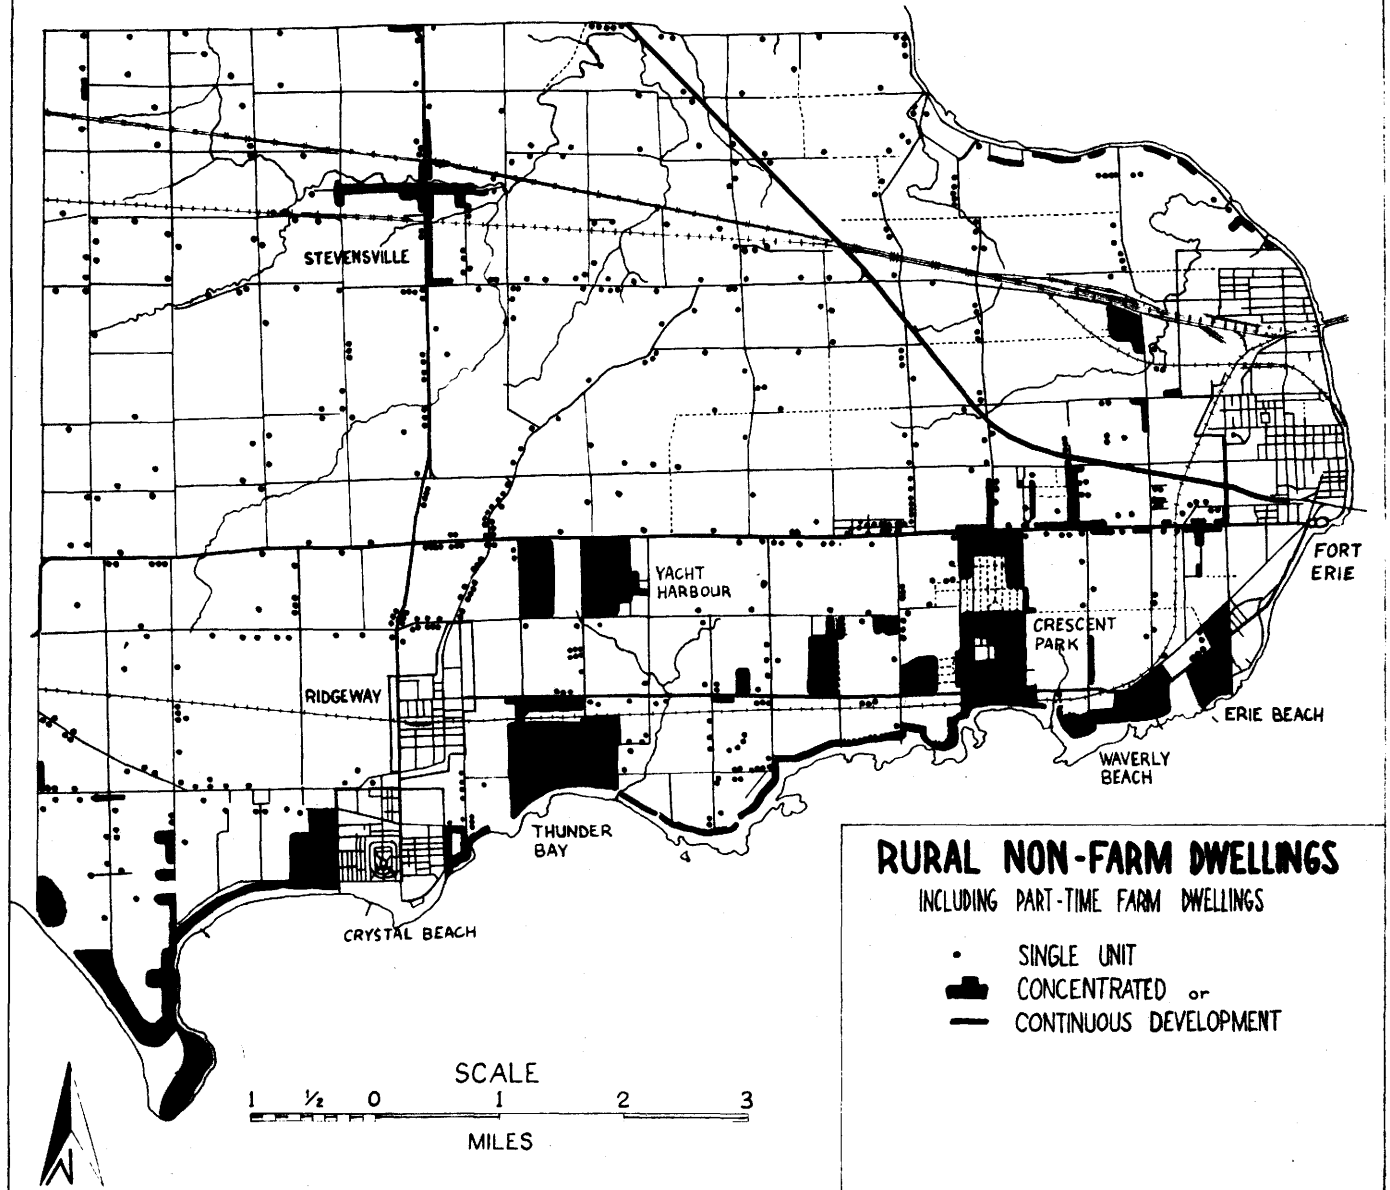 STEVENSVILLE
YACHT
HARBOUR
FORT
ERIE
CRESCENT
PARK
RIDGEWAY
ERIE BEACH
WAVERLY
BEACH
THUNDER
BAY
CRYSTAL BEACH
RURAL NON-FARM DWELLINGS
INCLUDING PART-TIME FARM DWELLINGS
SINGLE UNIT
CONCENTRATED or
CONTINUOUS DEVELOPMENT
SCALE
1 ½ 0 1 2 3
MILES
N